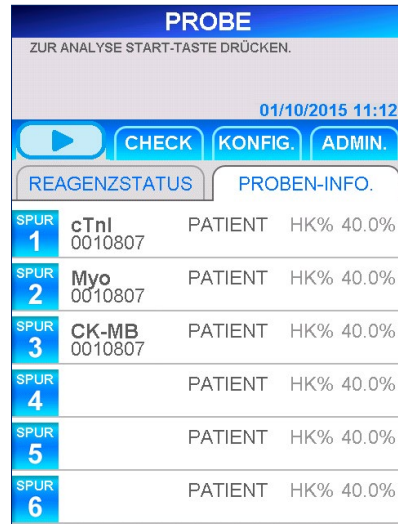 PROBE
ZUR ANALYSE START-TASTE DRÜCKEN.
01/10/2015 11:12
CHECK KONFIG. ADMIN.
REAGENZSTATUS PROBEN-INFO.
SPUR 1 cTnI PATIENT HK% 40.0%
0010807
SPUR 2 Myo PATIENT HK% 40.0%
0010807
SPUR 3 CK-MB PATIENT HK% 40.0%
0010807
SPUR 4 PATIENT HK% 40.0%
SPUR 5 PATIENT HK% 40.0%
SPUR 6 PATIENT HK% 40.0%